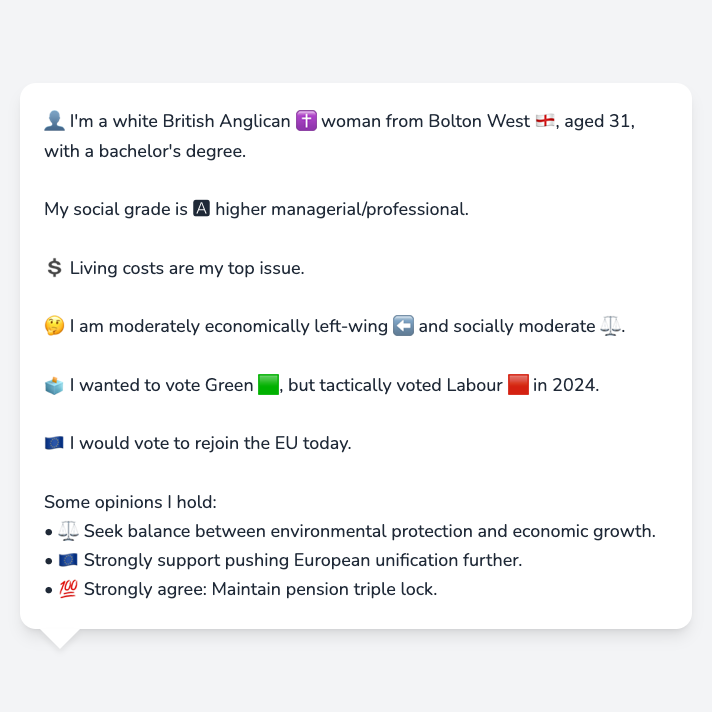 👤 I'm a white British Anglican ✝️ woman from Bolton West 🏴󠁧󠁢󠁥󠁮󠁧󠁿, aged 31,
with a bachelor's degree.
My social grade is 🅰 higher managerial/professional.
💲 Living costs are my top issue.
🤔 I am moderately economically left-wing ⬅️ and socially moderate ⚖️.
🗳️ I wanted to vote Green 🟩, but tactically voted Labour 🟥 in 2024.
🇪🇺 I would vote to rejoin the EU today.
Some opinions I hold:
• ⚖️ Seek balance between environmental protection and economic growth.
• 🇪🇺 Strongly support pushing European unification further.
• 💯 Strongly agree: Maintain pension triple lock.